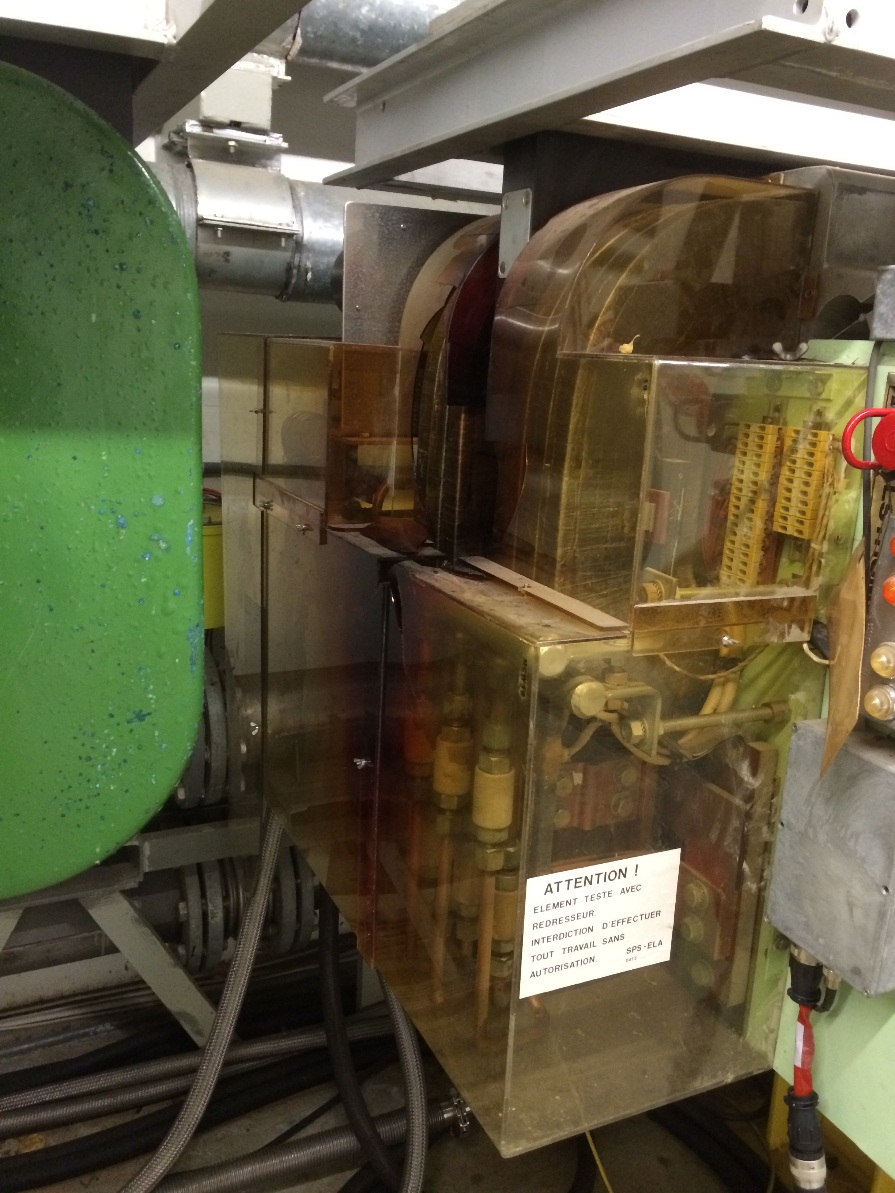 ATTENTION !
ELEMENT TESTE AVEC
REDRESSEUR.
INTERDICTION D'EFFECTUER
TOUT TRAVAIL SANS
AUTORISATION. SPS-ELA